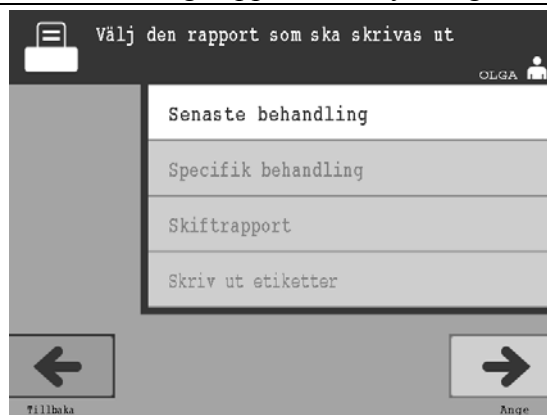 Välj den rapport som ska skrivas ut
OLGA
Senaste behandling
Specifik behandling
Skiftrapport
Skriv ut etiketter
Tillbaka
Ange